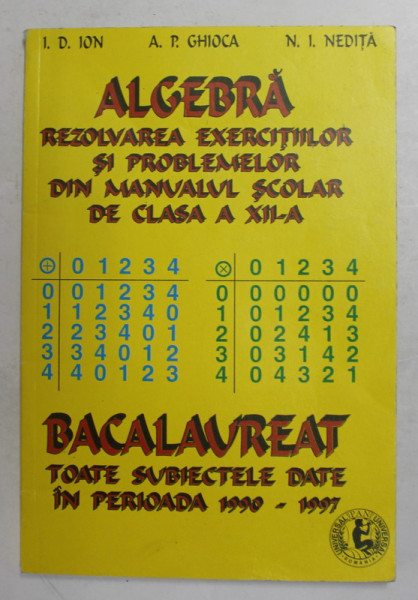 I. D. ION A. P. GHIOCA N. I. NEDIȚĂ
ALGEBRĂ
REZOLVAREA EXERCIȚIILOR
ȘI PROBLEMELOR
DIN MANUALUL ȘCOLAR
DE CLASA A XII-A
⊕ 0 1 2 3 4 ⊗ 0 1 2 3 4
0 0 1 2 3 4 0 0 0 0 0 0
1 1 2 3 4 0 1 0 1 2 3 4
2 2 3 4 0 1 2 0 2 4 1 3
3 3 4 0 1 2 3 0 3 1 4 2
4 4 0 1 2 3 4 0 4 3 2 1
BACALAUREAT
TOATE SUBIECTELE DATE
ÎN PERIOADA 1990 - 1997
UNIVERSAL PAN UNIVERSAL
ROMANIA